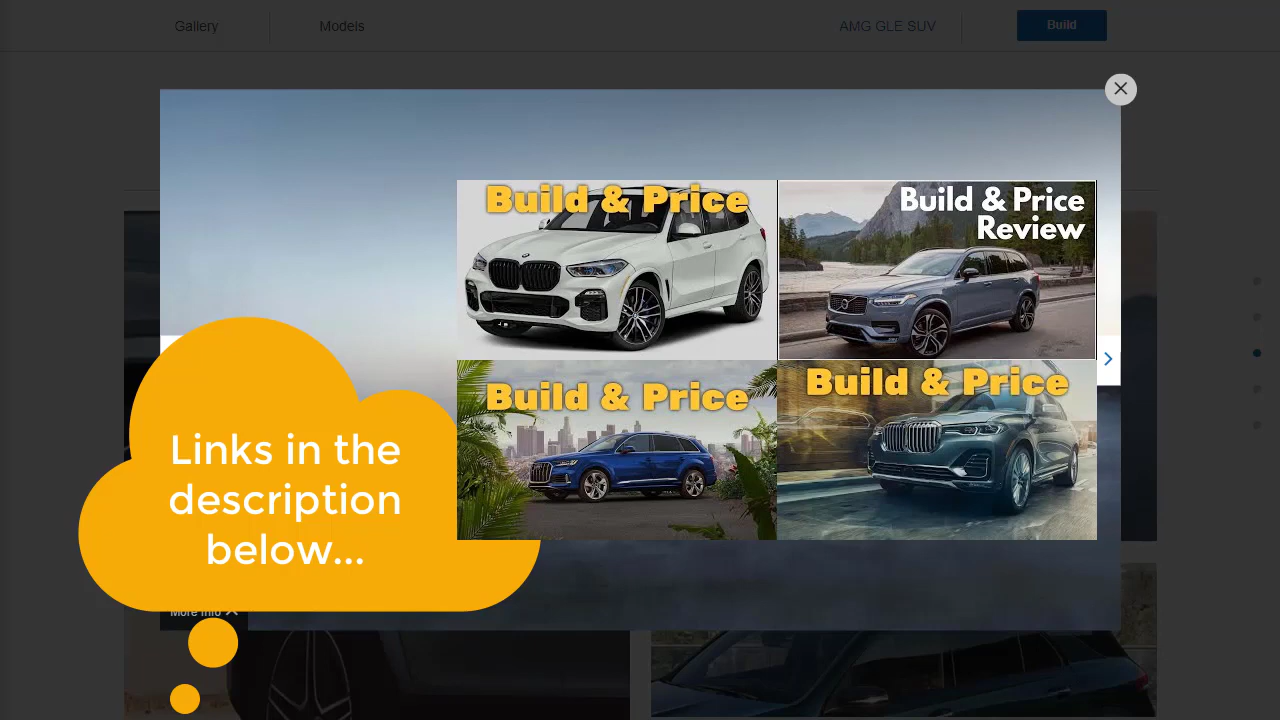 Gallery
Models
AMG GLE SUV
Build
Build & Price
Build & Price
Review
Build & Price
Build & Price
Links in the
description
below...
More Info